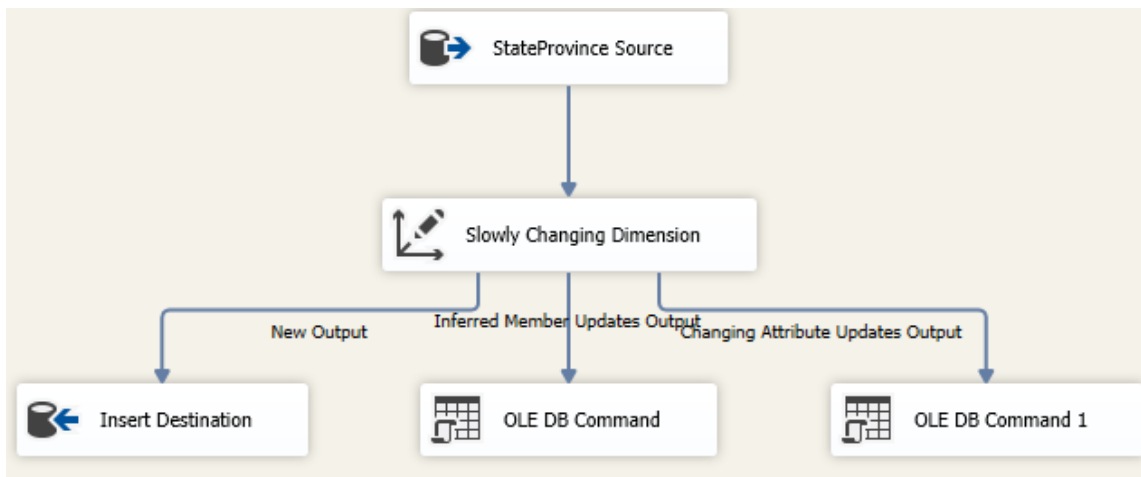 StateProvince Source
Slowly Changing Dimension
New Output
Inferred Member Updates Output
Changing Attribute Updates Output
Insert Destination
OLE DB Command
OLE DB Command 1